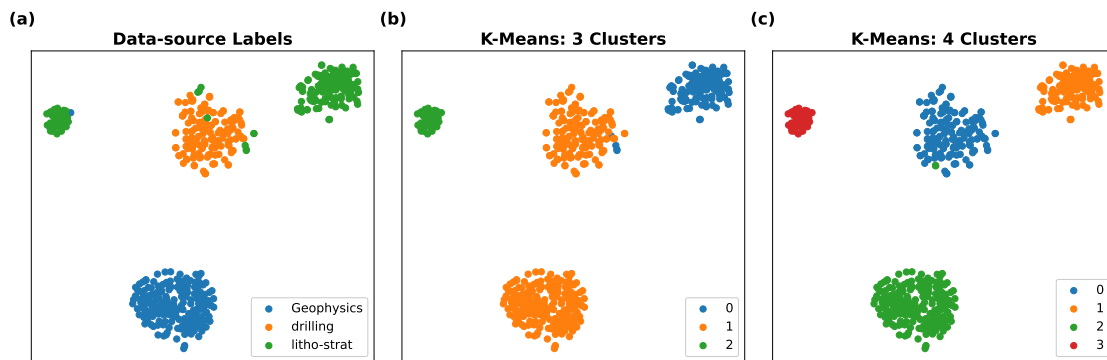 (a)
Data-source Labels
Geophysics
drilling
litho-strat
(b)
K-Means: 3 Clusters
0
1
2
(c)
K-Means: 4 Clusters
0
1
2
3